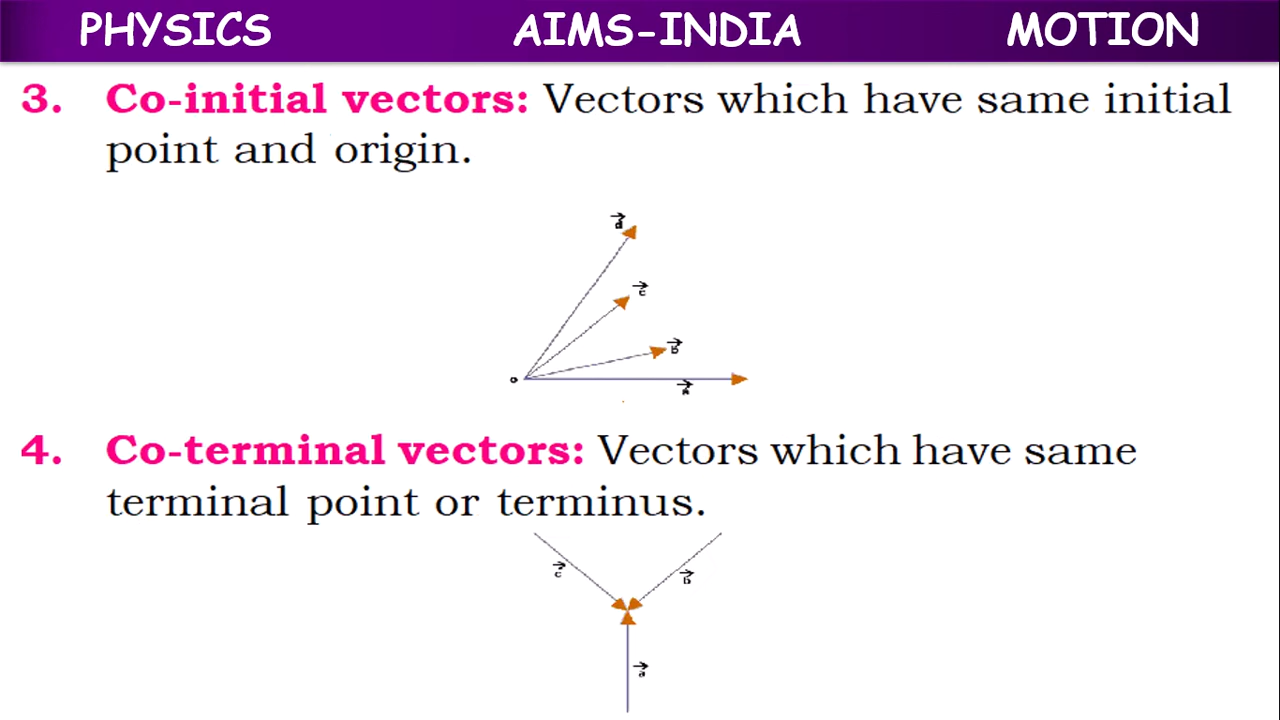 PHYSICS AIMS-INDIA MOTION
3. Co-initial vectors: Vectors which have same initial
point and origin.
d
c
b
o
a
4. Co-terminal vectors: Vectors which have same
terminal point or terminus.
c
b
a